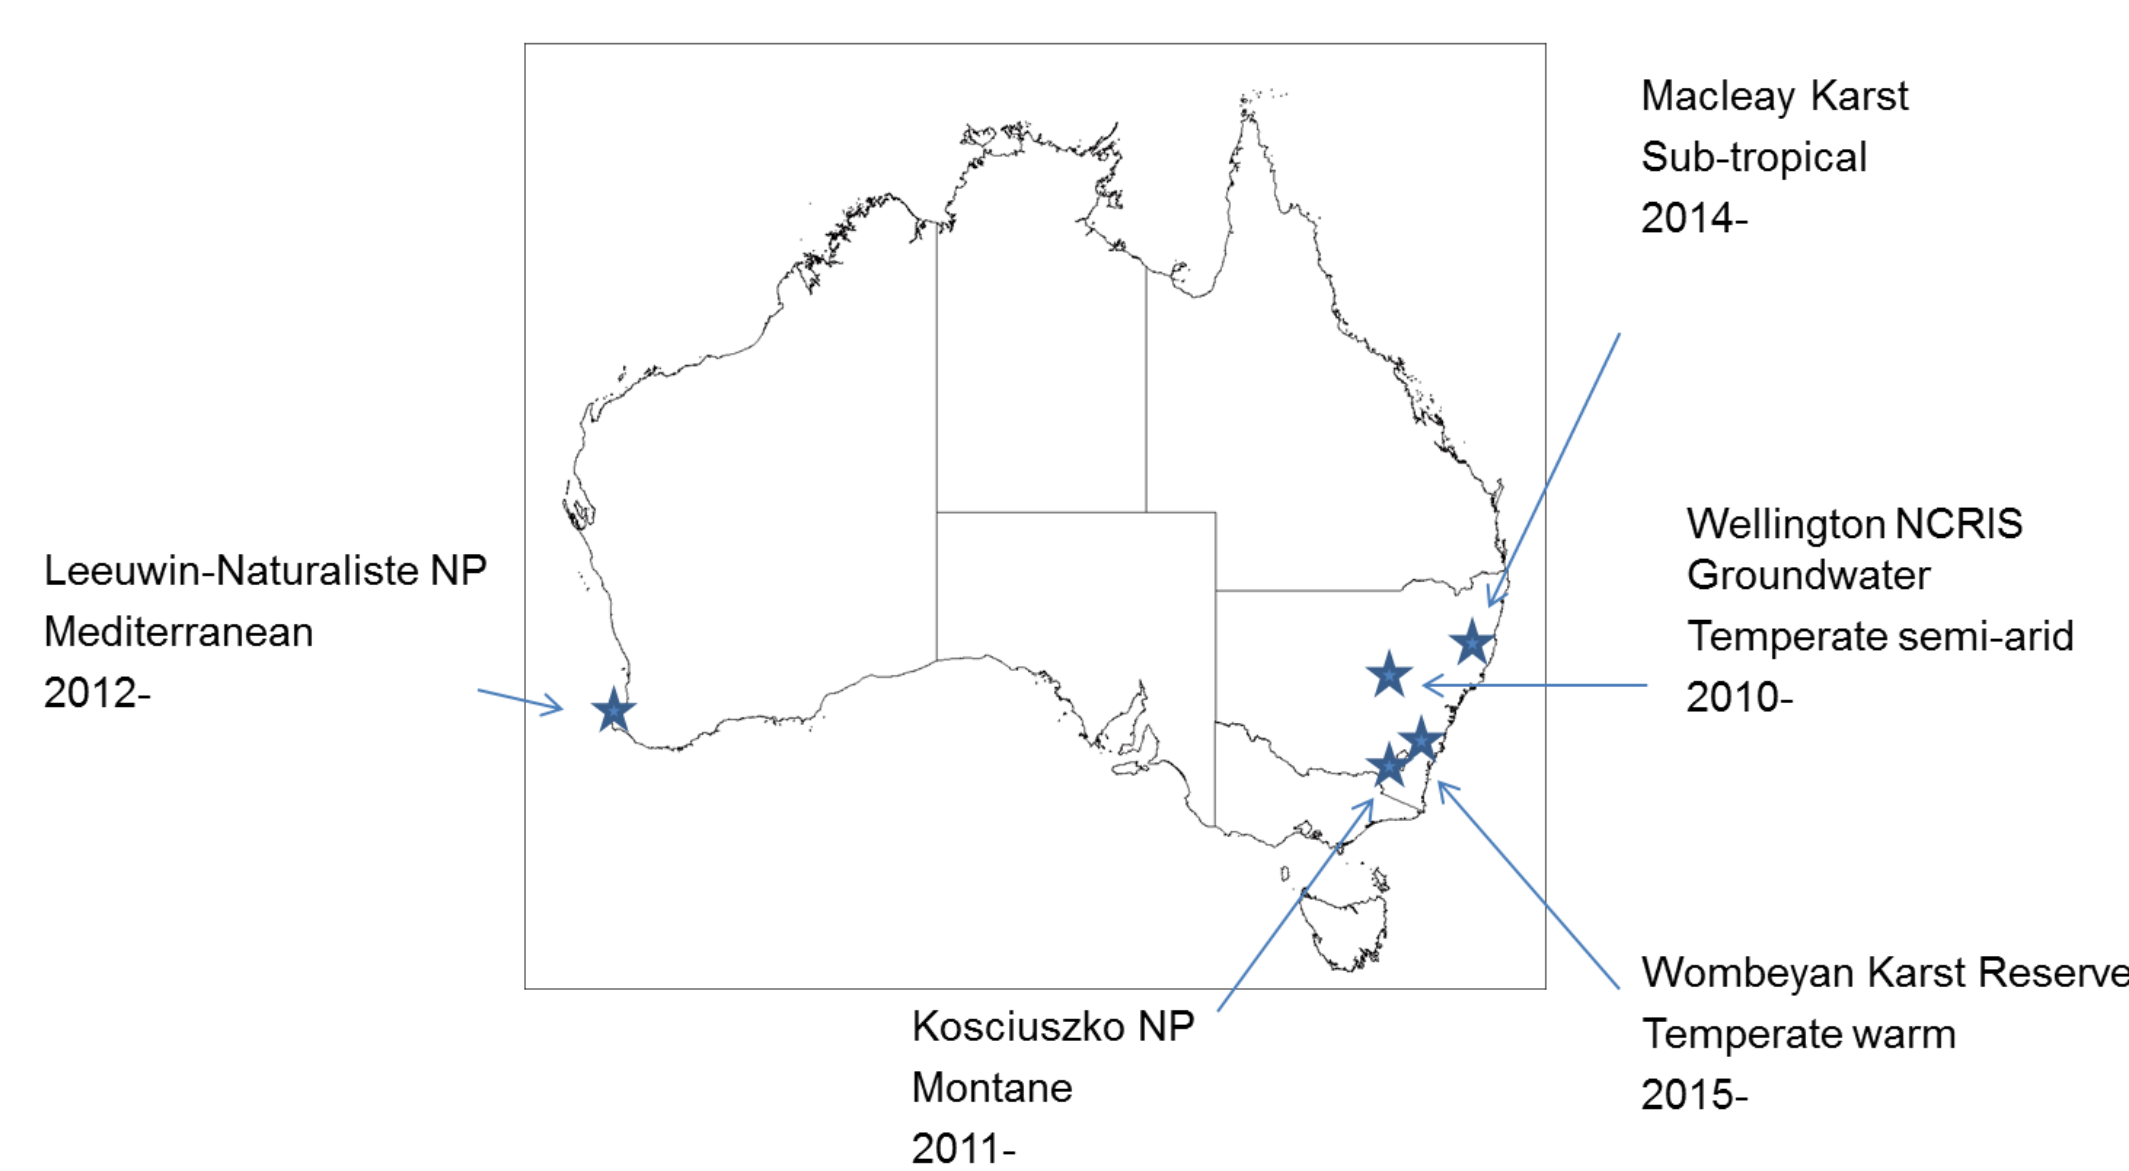 Macleay Karst
Sub-tropical
2014-
Wellington NCRIS
Groundwater
Temperate semi-arid
2010-
Leeuwin-Naturaliste NP
Mediterranean
2012-
Wombeyan Karst Reserve
Temperate warm
2015-
Kosciuszko NP
Montane
2011-